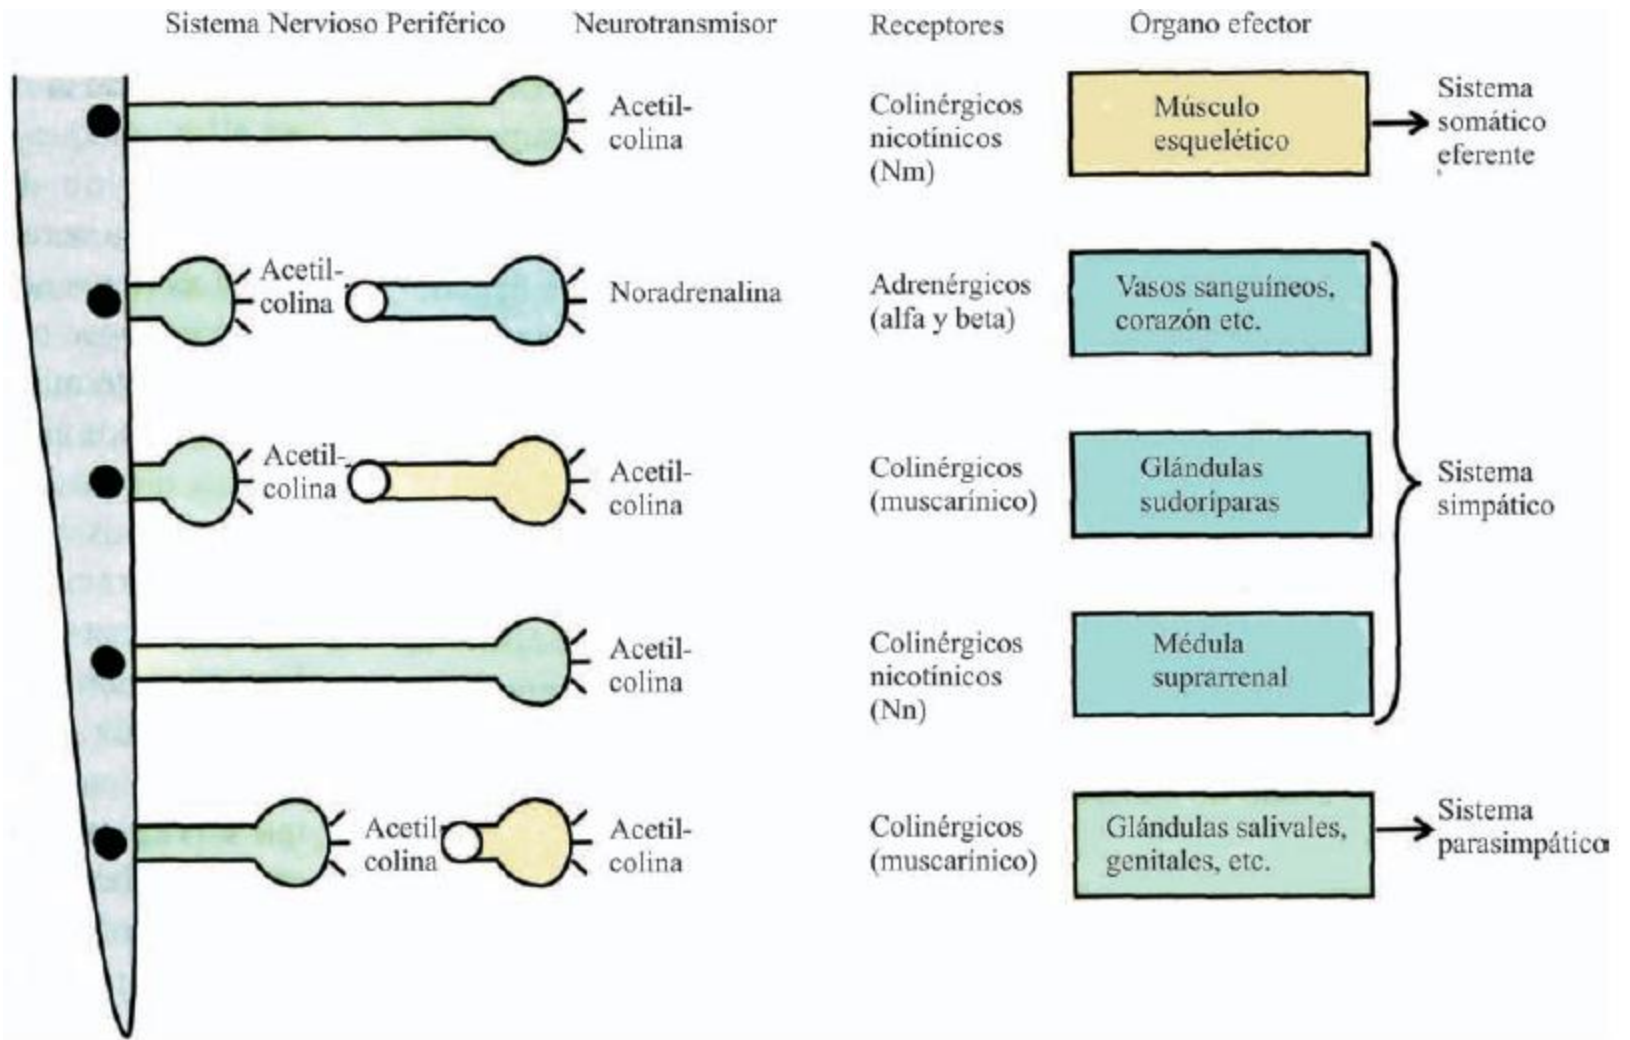 Sistema Nervioso Periférico
Neurotransmisor
Receptores
Organo efector
Acetil-
colina
Colinérgicos
nicotínicos
(Nm)
Músculo
esquelético
Sistema
somático
eferente
Acetil-
colina
Noradrenalina
Adrenérgicos
(alfa y beta)
Vasos sanguíneos,
corazón etc.
Acetil-
colina
Acetil-
colina
Colinérgicos
(muscarínico)
Glándulas
sudoríparas
Sistema
simpático
Acetil-
colina
Colinérgicos
nicotínicos
(Nn)
Médula
suprarrenal
Acetil-
colina
Acetil-
colina
Colinérgicos
(muscarínico)
Glándulas salivales,
genitales, etc.
Sistema
parasimpático